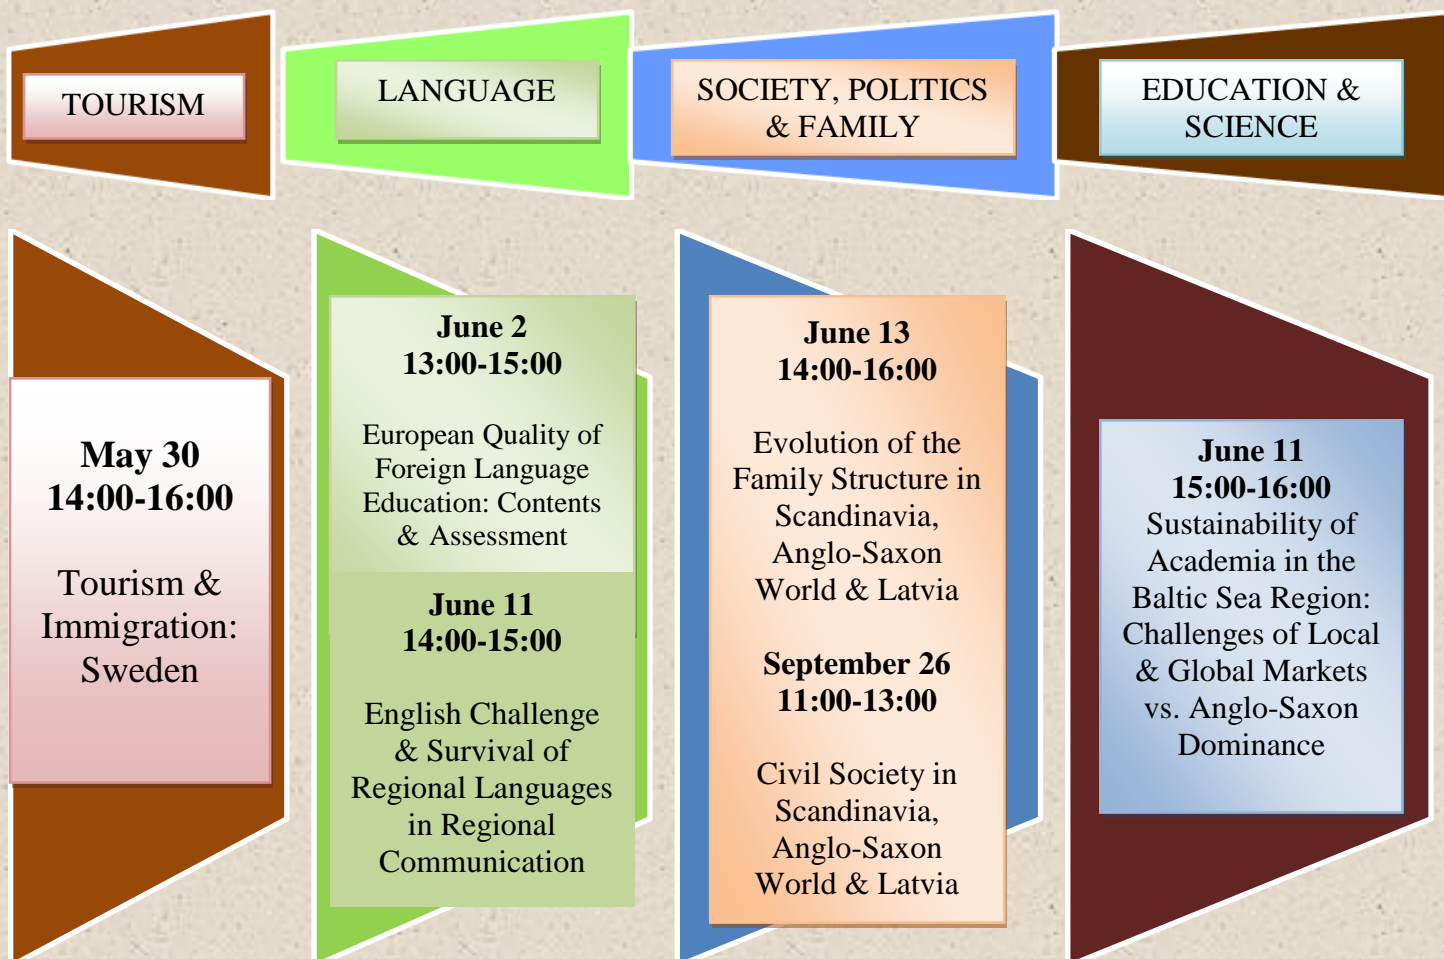 TOURISM
LANGUAGE
SOCIETY, POLITICS
& FAMILY
EDUCATION &
SCIENCE
May 30
14:00-16:00
Tourism &
Immigration:
Sweden
June 2
13:00-15:00
European Quality of
Foreign Language
Education: Contents
& Assessment
June 11
14:00-15:00
English Challenge
& Survival of
Regional Languages
in Regional
Communication
June 13
14:00-16:00
Evolution of the
Family Structure in
Scandinavia,
Anglo-Saxon
World & Latvia
September 26
11:00-13:00
Civil Society in
Scandinavia,
Anglo-Saxon
World & Latvia
June 11
15:00-16:00
Sustainability of
Academia in the
Baltic Sea Region:
Challenges of Local
& Global Markets
vs. Anglo-Saxon
Dominance